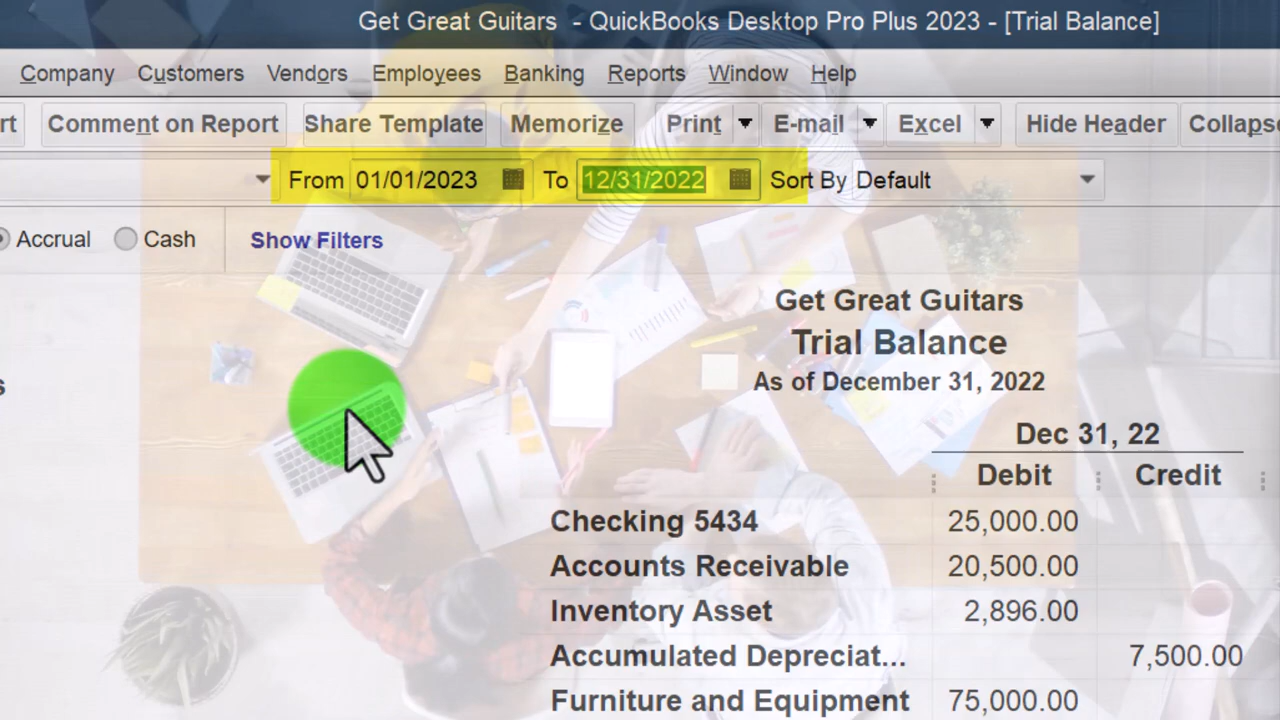 Get Great Guitars - QuickBooks Desktop Pro Plus 2023 - [Trial Balance]
Company Customers Vendors Employees Banking Reports Window Help
rt Comment on Report Share Template Memorize Print E-mail Excel Hide Header Collaps
From 01/01/2023 To 12/31/2022 Sort By Default
Accrual Cash Show Filters
Get Great Guitars
Trial Balance
As of December 31, 2022
s
Dec 31, 22
Debit Credit
Checking 5434 25,000.00
Accounts Receivable 20,500.00
Inventory Asset 2,896.00
Accumulated Depreciat... 7,500.00
Furniture and Equipment 75,000.00